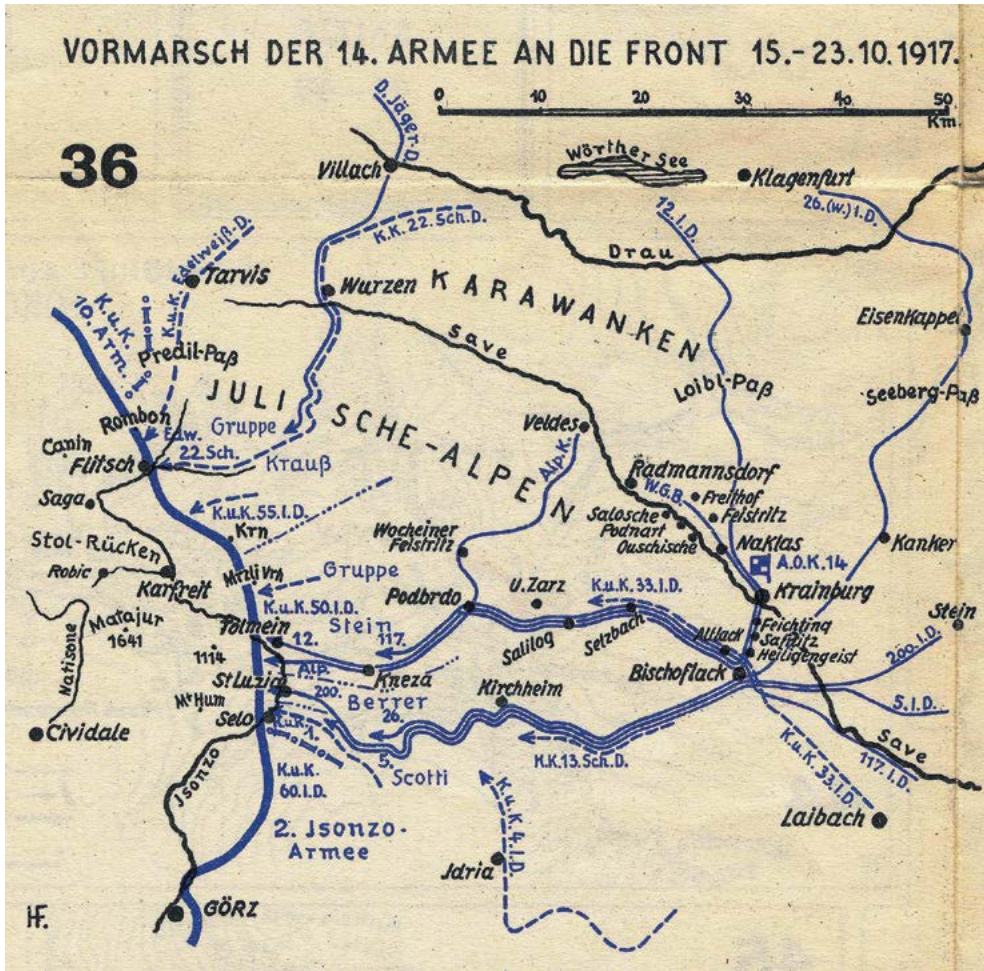 VORMARSCH DER 14. ARMEE AN DIE FRONT 15.-23.10.1917.
0 10 20 30 40 50
Km.
36
D. Jäger-D.
Villach
Wörther See
Klagenfurt
26.(w.) I.D.
12. I.D.
K.K. 22. Sch. D.
Drau
K.u.K. Edelweiß-D.
Tarvis
Wurzen
KARAWANKEN
K.u.K.
10. Arm.
Eisenkappel
Save
Predil-Paß
Loibl-Paß
Seeberg-Paß
JULISCHE-ALPEN
Rombon
Edw.
Gruppe
22. Sch.
Krauß
Veldes
Canin
Flitsch
Alp. K.
Radmannsdorf
W.G.B.
Freithof
Feistritz
Saga
K.u.K. 55. I.D.
Salosche
Podnart
Ouschische
Naklas
Krn
Wocheiner
Feistritz
Kanker
Stol-Rücken
A.O.K. 14
Robic
Karfreit
Mrzli Vrh
Gruppe
U. Zarz
K.u.K. 33. I.D.
Krainburg
Podbrdo
K.u.K. 50. I.D.
Stein
Stein
Matajur
1641
Tolmein
12.
117.
Salilog
Selzbach
Altlack
Feichting
Safnitz
Heiligengeist
200. I.D.
1114
Alp.
Kneza
Bischoflack
Natisone
St Luzia
200.
Berrer
Kirchheim
Mt Hum
5. I.D.
Selo
K.u.K. 1.
26.
Cividale
5.
Scotti
K.K. 13. Sch. D.
Save
K.u.K. 33. I.D.
117. I.D.
Jsonzo
K.u.K.
60. I.D.
K.u.K. 4. I.D.
Laibach
2. Jsonzo-
Armee
Jdria
GÖRZ
HF.